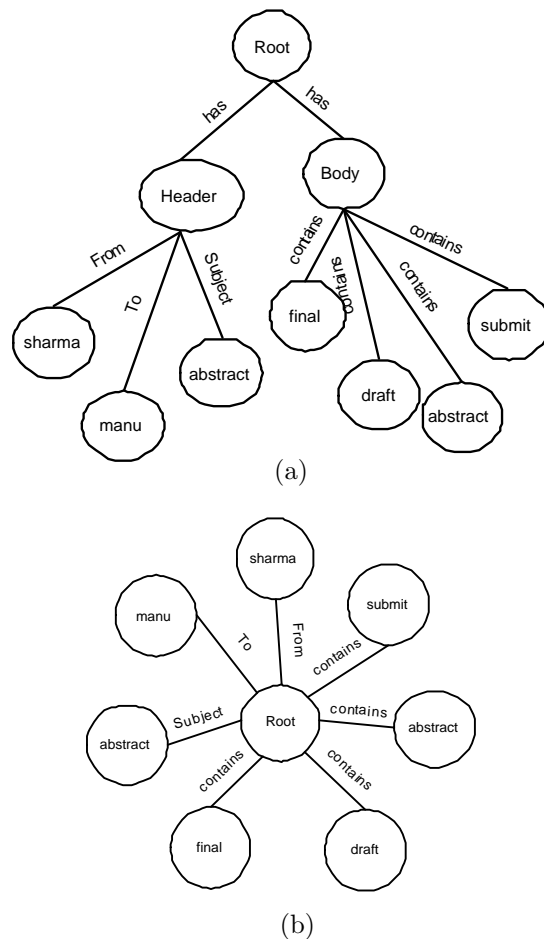 Root
has
has
Header
Body
From
To
Subject
contains
contains
contains
contains
sharma
manu
abstract
final
draft
abstract
submit
(a)
sharma
manu
submit
To
From
contains
abstract
Subject
Root
contains
abstract
contains
contains
final
draft
(b)